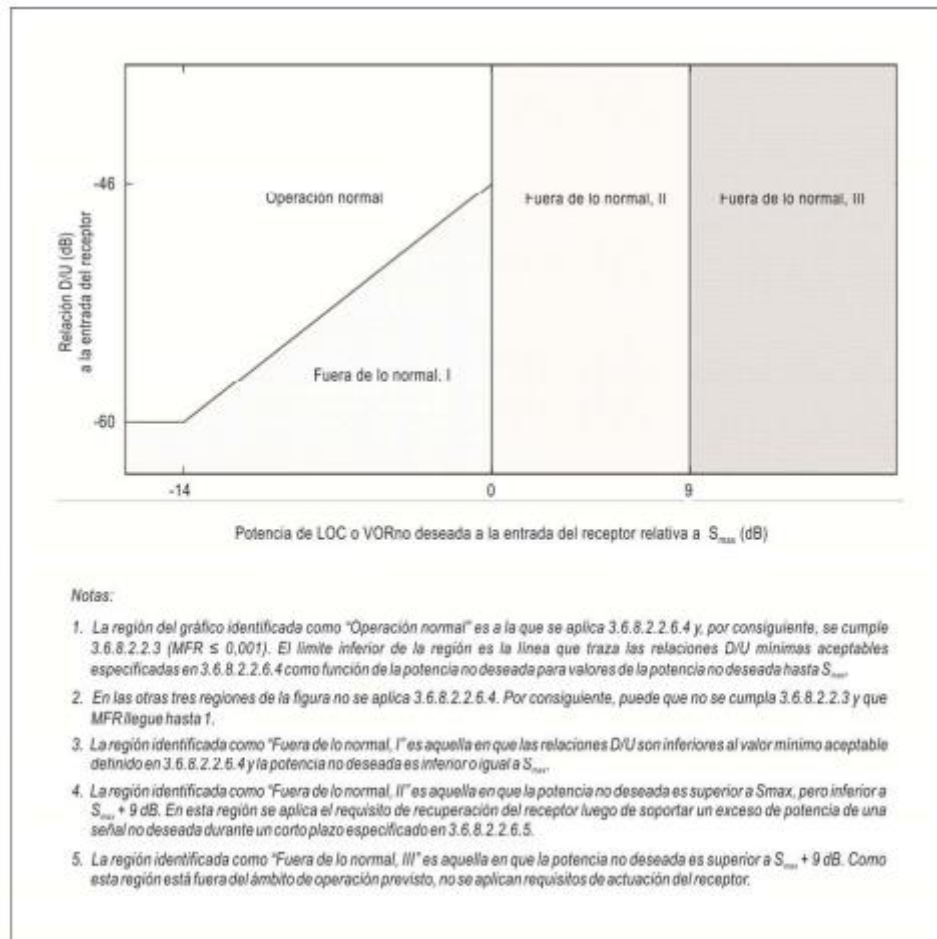 Relación D/U (dB)
a la entrada del receptor
-46
-60
Operación normal
Fuera de lo normal, I
Fuera de lo normal, II
Fuera de lo normal, III
-14
0
9
Potencia de LOC o VORno deseada a la entrada del receptor relativa a Smax (dB)
Notas:
1. La región del gráfico identificada como “Operación normal” es a la que se aplica 3.6.8.2.2.6.4 y, por consiguiente, se cumple
3.6.8.2.2.3 (MFR ≤ 0,001). El límite inferior de la región es la línea que traza las relaciones D/U mínimas aceptables
especificadas en 3.6.8.2.2.6.4 como función de la potencia no deseada para valores de la potencia no deseada hasta Smax.
2. En las otras tres regiones de la figura no se aplica 3.6.8.2.2.6.4. Por consiguiente, puede que no se cumpla 3.6.8.2.2.3 y que
MFR llegue hasta 1.
3. La región identificada como “Fuera de lo normal, I” es aquella en que las relaciones D/U son inferiores al valor mínimo aceptable
definido en 3.6.8.2.2.6.4 y la potencia no deseada es inferior o igual a Smax.
4. La región identificada como “Fuera de lo normal, II” es aquella en que la potencia no deseada es superior a Smax, pero inferior a
Smax + 9 dB. En esta región se aplica el requisito de recuperación del receptor luego de soportar un exceso de potencia de una
señal no deseada durante un corto plazo especificado en 3.6.8.2.2.6.5.
5. La región identificada como “Fuera de lo normal, III” es aquella en que la potencia no deseada es superior a Smax + 9 dB. Como
esta región está fuera del ámbito de operación previsto, no se aplican requisitos de actuación del receptor.